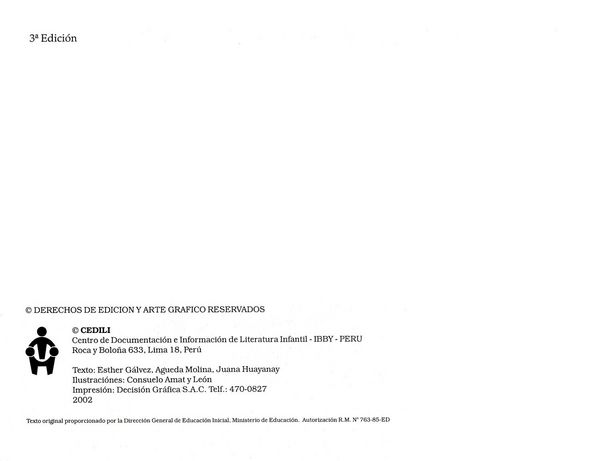 3ª Edición
© DERECHOS DE EDICION Y ARTE GRAFICO RESERVADOS
© CEDILI
Centro de Documentación e Información de Literatura Infantil - IBBY - PERU
Roca y Boloña 633, Lima 18, Perú
Texto: Esther Gálvez, Agueda Molina, Juana Huayanay
Ilustraciónes: Consuelo Amat y León
Impresión: Decisión Gráfica S.A.C. Telf.: 470-0827
2002
Texto original proporcionado por la Dirección General de Educación Inicial, Ministerio de Educación. Autorización R.M. Nº 763-85-ED